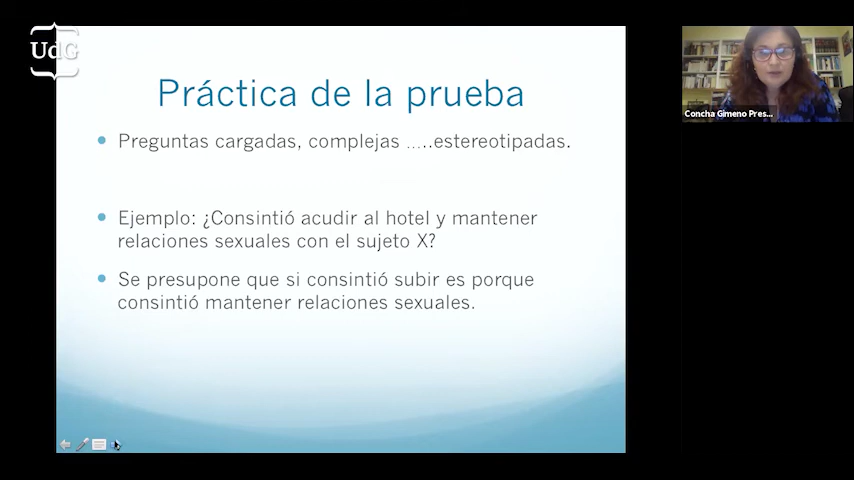 UdG
Práctica de la prueba
Preguntas cargadas, complejas .....estereotipadas.
Ejemplo: ¿Consintió acudir al hotel y mantener
relaciones sexuales con el sujeto X?
Se presupone que si consintió subir es porque
consintió mantener relaciones sexuales.
Concha Gimeno Pres...